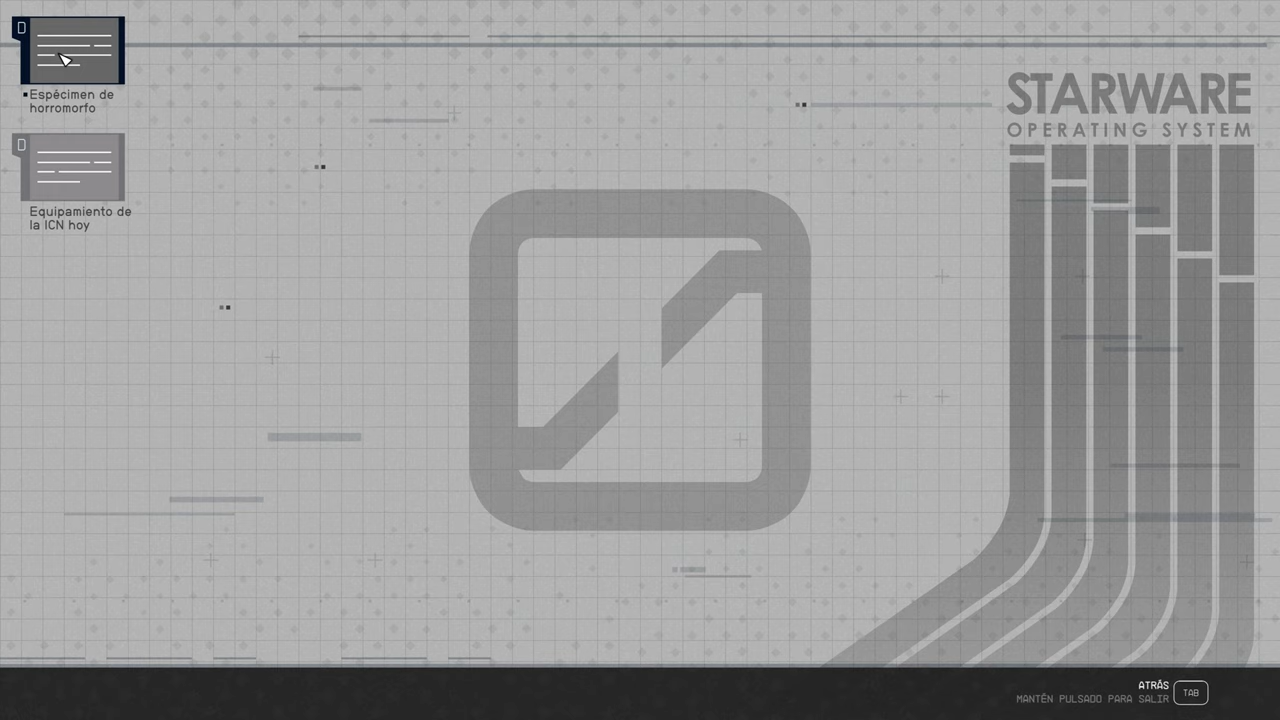 D
Espécimen de
horromorfo
D
Equipamiento de
la ICN hoy
STARWARE
OPERATING SYSTEM
ATRÁS
MANTÉN PULSADO PARA SALIR
TAB